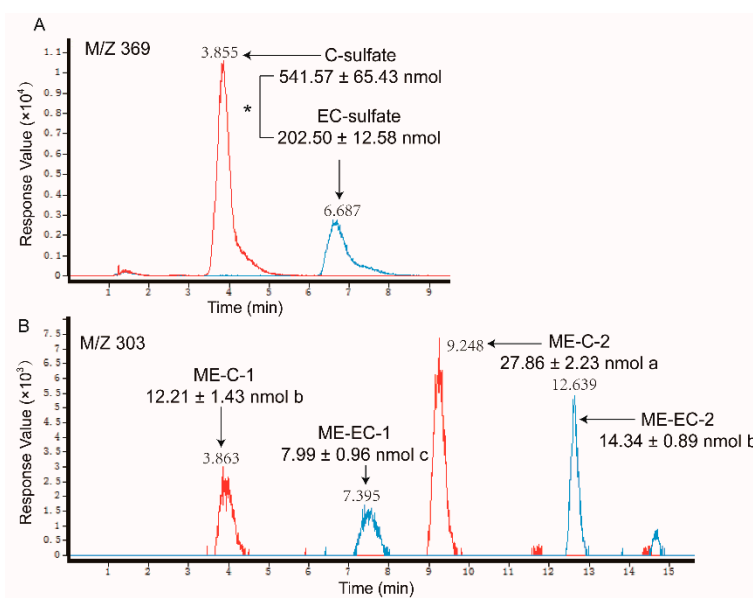 A
M/Z 369
3.855
C-sulfate
541.57 ± 65.43 nmol
*
EC-sulfate
202.50 ± 12.58 nmol
6.687
Response Value (×10⁴)
1.1
1
0.9
0.8
0.7
0.6
0.5
0.4
0.3
0.2
0.1
0
1 2 3 4 5 6 7 8 9
Time (min)
B
M/Z 303
ME-C-1
12.21 ± 1.43 nmol b
3.863
ME-EC-1
7.99 ± 0.96 nmol c
7.395
9.248
ME-C-2
27.86 ± 2.23 nmol a
12.639
ME-EC-2
14.34 ± 0.89 nmol b
Response Value (×10³)
7.5
7
6.5
6
5.5
5
4.5
4
3.5
3
2.5
2
1.5
1
0.5
0
1 2 3 4 5 6 7 8 9 10 11 12 13 14 15
Time (min)